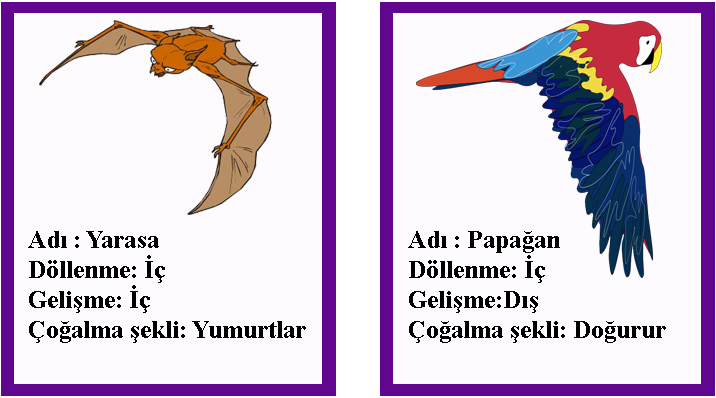 Adı : Yarasa
Döllenme: İç
Gelişme: İç
Çoğalma şekli: Yumurtlar
Adı : Papağan
Döllenme: İç
Gelişme:Dış
Çoğalma şekli: Doğurur